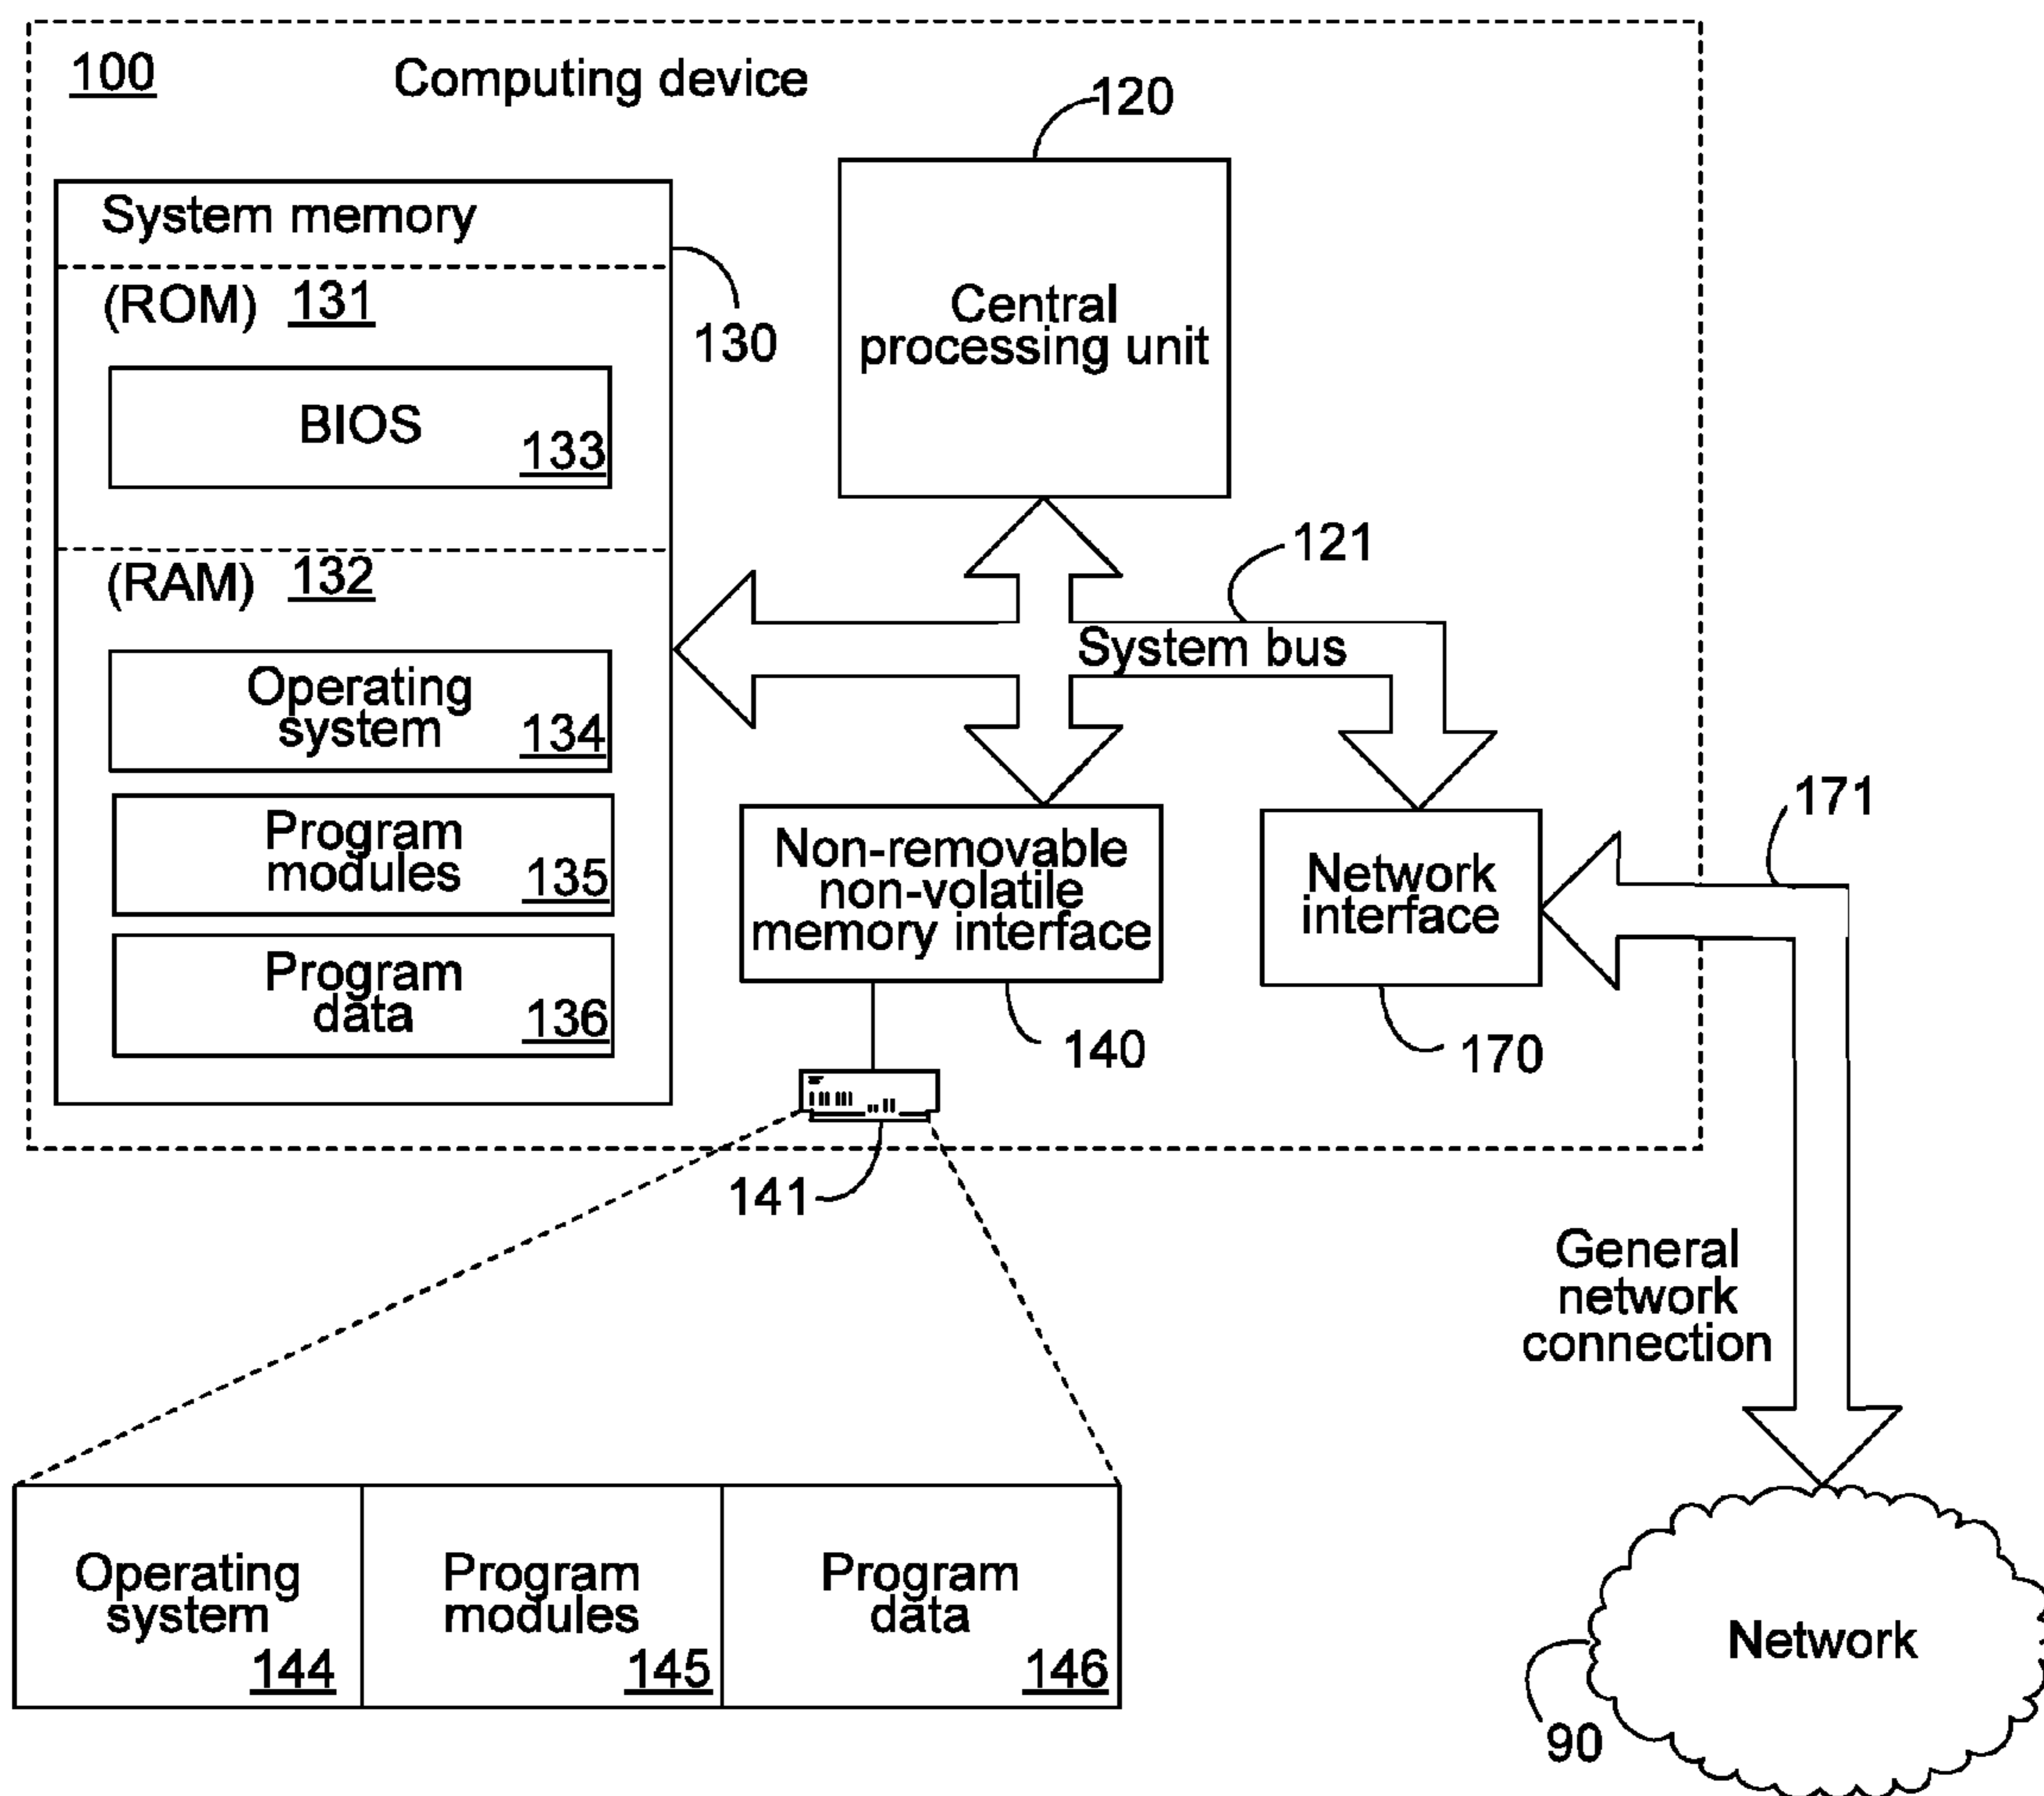 100
Computing device
120
System memory
(ROM) 131
130
Central
processing unit
BIOS
133
121
(RAM) 132
System bus
Operating
system
134
Program
modules
135
Program
data
136
Non-removable
non-volatile
memory interface
Network
interface
171
140
170
141
General
network
connection
Operating
system
144
Program
modules
145
Program
data
146
Network
90